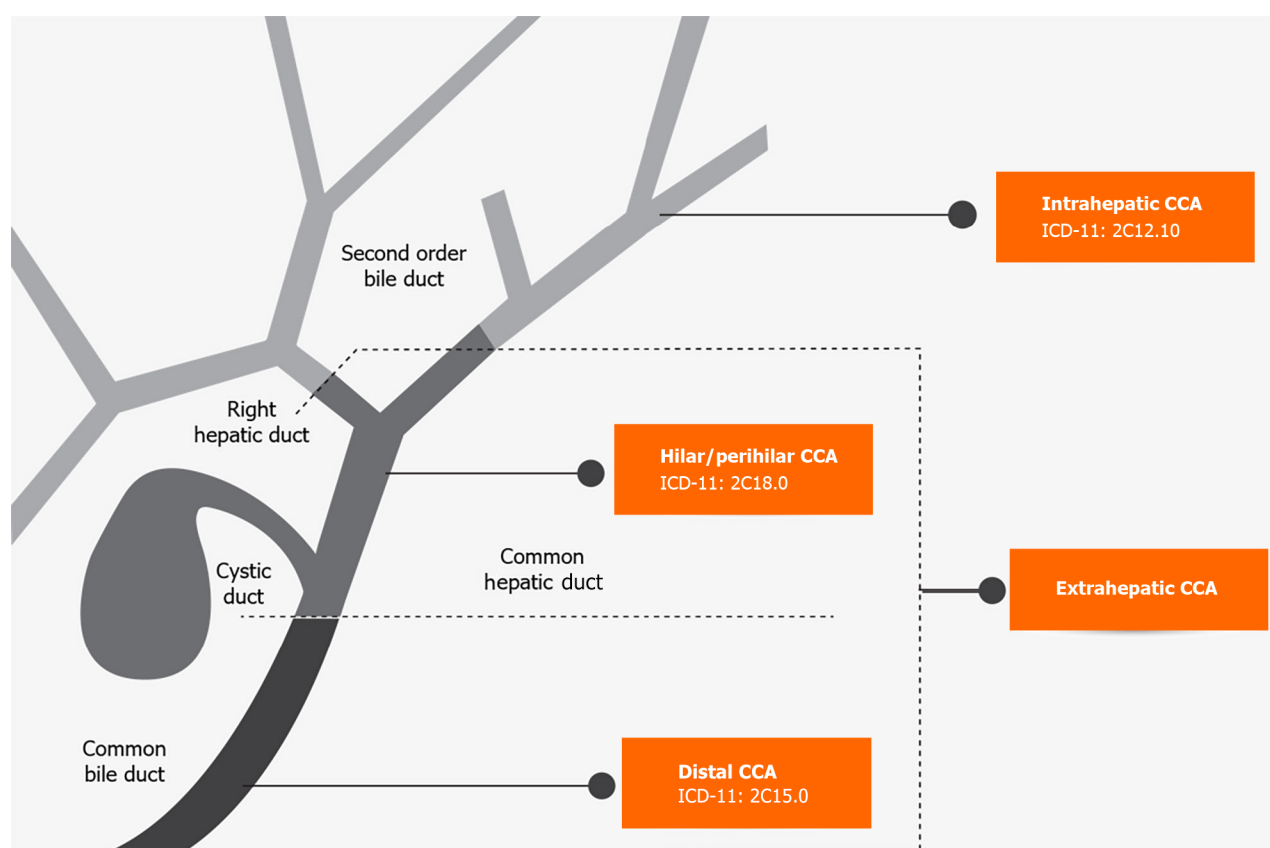 Intrahepatic CCA
ICD-11: 2C12.10
Second order
bile duct
Right
hepatic duct
Hilar/perihilar CCA
ICD-11: 2C18.0
Common
hepatic duct
Cystic
duct
Extrahepatic CCA
Common
bile duct
Distal CCA
ICD-11: 2C15.0